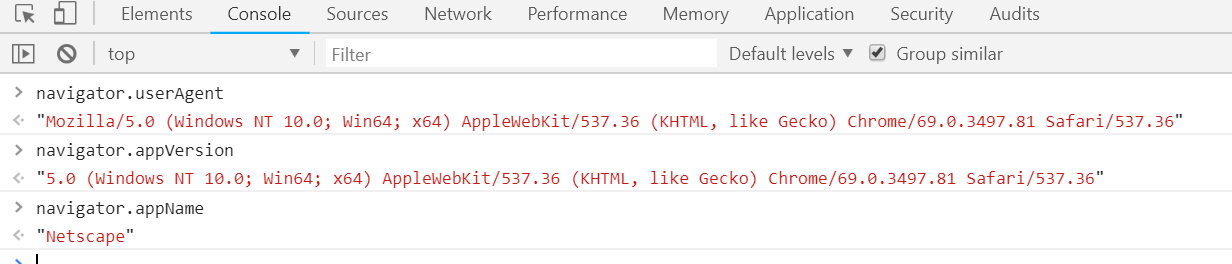 Elements Console Sources Network Performance Memory Application Security Audits
top Filter Default levels Group similar
navigator.userAgent
"Mozilla/5.0 (Windows NT 10.0; Win64; x64) AppleWebKit/537.36 (KHTML, like Gecko) Chrome/69.0.3497.81 Safari/537.36"
navigator.appVersion
"5.0 (Windows NT 10.0; Win64; x64) AppleWebKit/537.36 (KHTML, like Gecko) Chrome/69.0.3497.81 Safari/537.36"
navigator.appName
"Netscape"